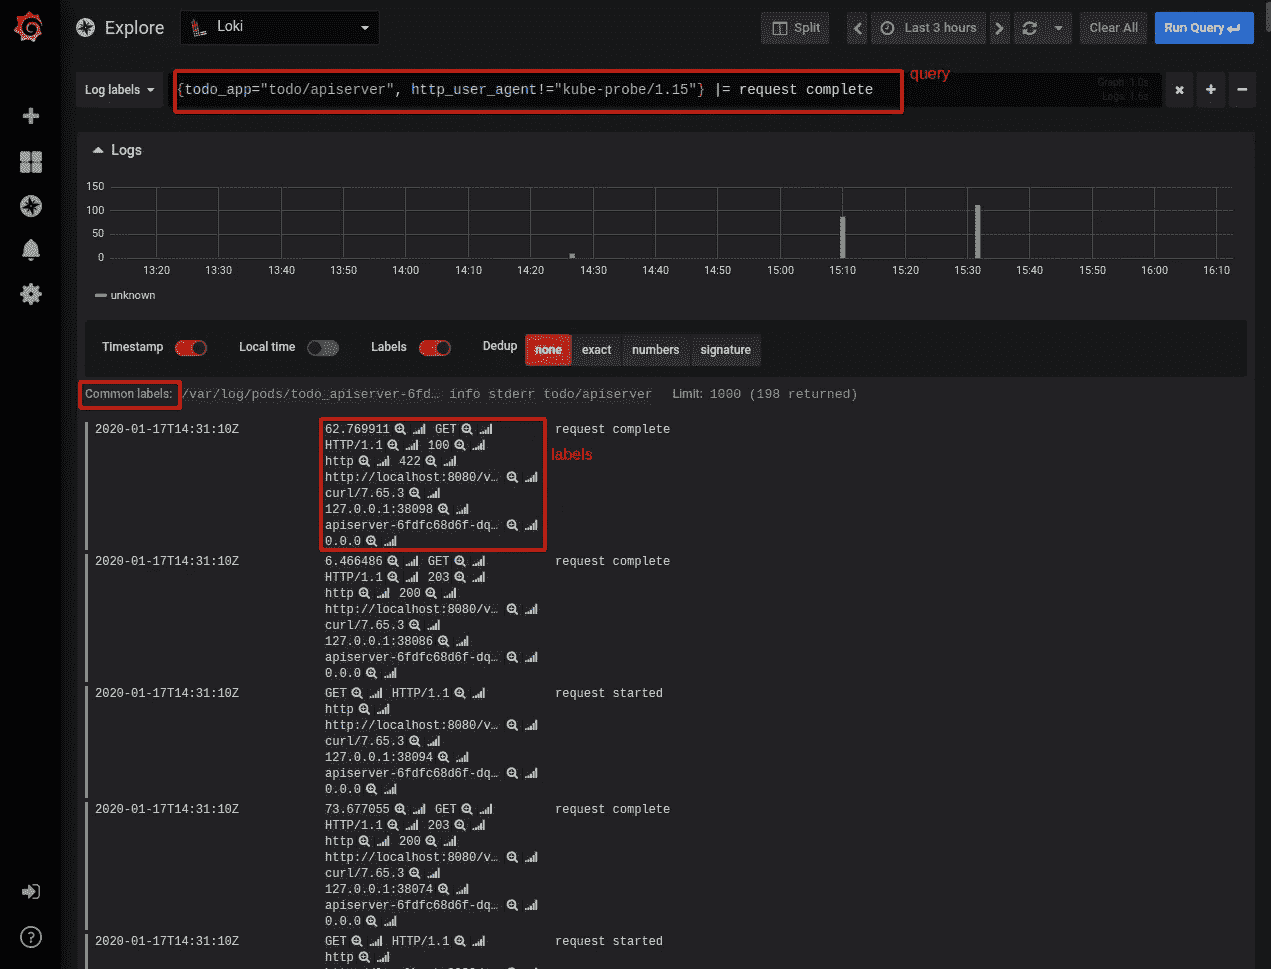 Explore
Loki
Split
Last 3 hours
Clear All
Run Query
query
Log labels
{todo_app="todo/apiserver", http_user_agent!="kube-probe/1.15"} |= request complete
Graph: 1.0s
Logs: 1.6s
Logs
150
100
50
0
13:20 13:30 13:40 13:50 14:00 14:10 14:20 14:30 14:40 14:50 15:00 15:10 15:20 15:30 15:40 15:50 16:00 16:10
unknown
Timestamp Local time Labels Dedup none exact numbers signature
Common labels: /var/log/pods/todo_apiserver-6fd… info stderr todo/apiserver Limit: 1000 (198 returned)
2020-01-17T14:31:10Z 62.769911 GET request complete
HTTP/1.1 100
labels
http 422
http://localhost:8080/v…
curl/7.65.3
127.0.0.1:38098
apiserver-6fdfc68d6f-dq…
0.0.0
2020-01-17T14:31:10Z 6.466486 GET request complete
HTTP/1.1 203
http 200
http://localhost:8080/v…
curl/7.65.3
127.0.0.1:38086
apiserver-6fdfc68d6f-dq…
0.0.0
2020-01-17T14:31:10Z GET HTTP/1.1 request started
http
http://localhost:8080/v…
curl/7.65.3
127.0.0.1:38094
apiserver-6fdfc68d6f-dq…
0.0.0
2020-01-17T14:31:10Z 73.677055 GET request complete
HTTP/1.1 203
http 200
http://localhost:8080/v…
curl/7.65.3
127.0.0.1:38074
apiserver-6fdfc68d6f-dq…
0.0.0
2020-01-17T14:31:10Z GET HTTP/1.1 request started
http